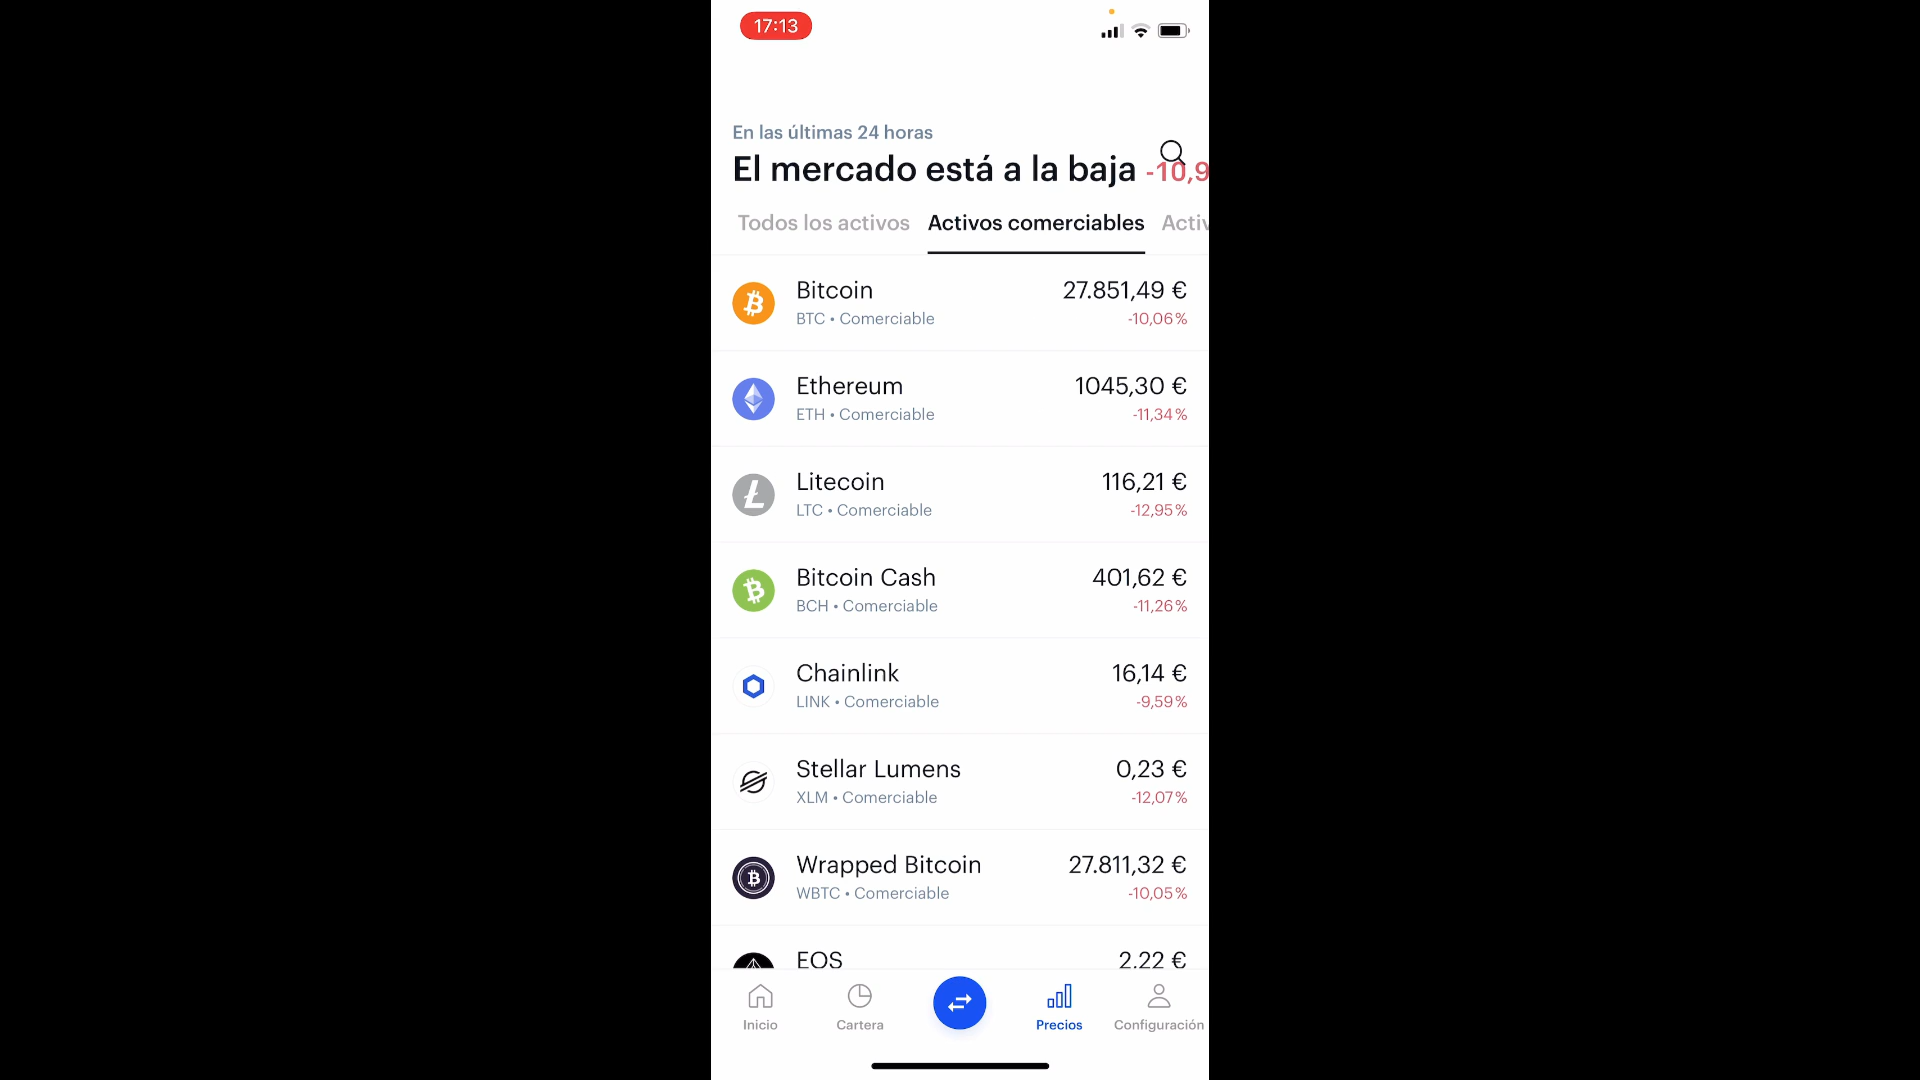 17:13
En las últimas 24 horas
El mercado está a la baja -10,9
Todos los activos Activos comerciables Activ
Bitcoin 27.851,49 €
BTC • Comerciable -10,06 %
Ethereum 1045,30 €
ETH • Comerciable -11,34 %
Litecoin 116,21 €
LTC • Comerciable -12,95 %
Bitcoin Cash 401,62 €
BCH • Comerciable -11,26 %
Chainlink 16,14 €
LINK • Comerciable -9,59 %
Stellar Lumens 0,23 €
XLM • Comerciable -12,07 %
Wrapped Bitcoin 27.811,32 €
WBTC • Comerciable -10,05 %
EOS 2,22 €
Inicio Cartera Precios Configuración